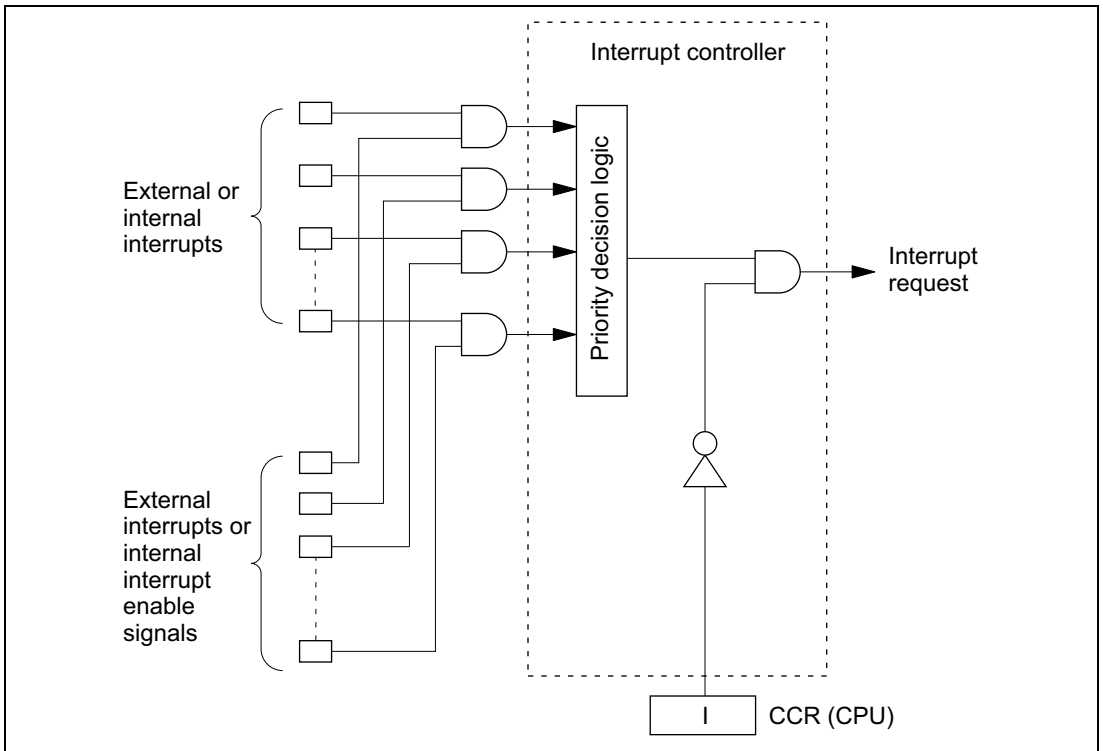 Interrupt controller
External or
internal
interrupts
Priority decision logic
Interrupt
request
External
interrupts or
internal
interrupt
enable
signals
I
CCR (CPU)